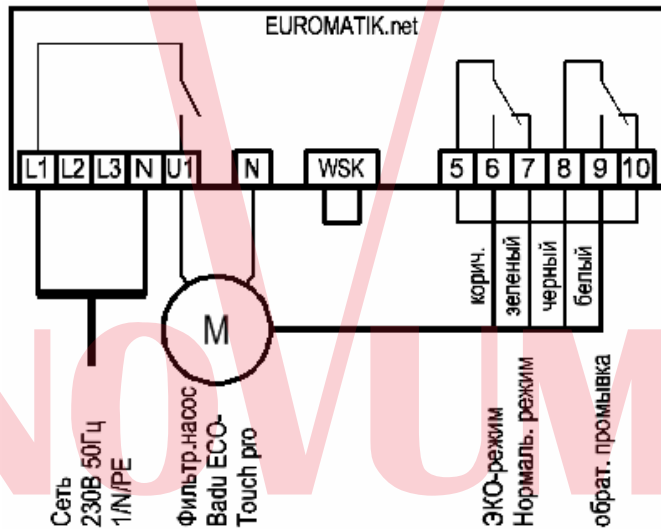 EUROMATIK.net
L1 L2 L3 N U1 N WSK 5 6 7 8 9 10
корич.
зеленый
черный
белый
M
Сеть
230В 50Гц
1/N/PE
Фильтр.насос
Badu ECO-
Touch pro
ЭКО-режим
Нормаль. режим
обрат. промывка
NOVUM